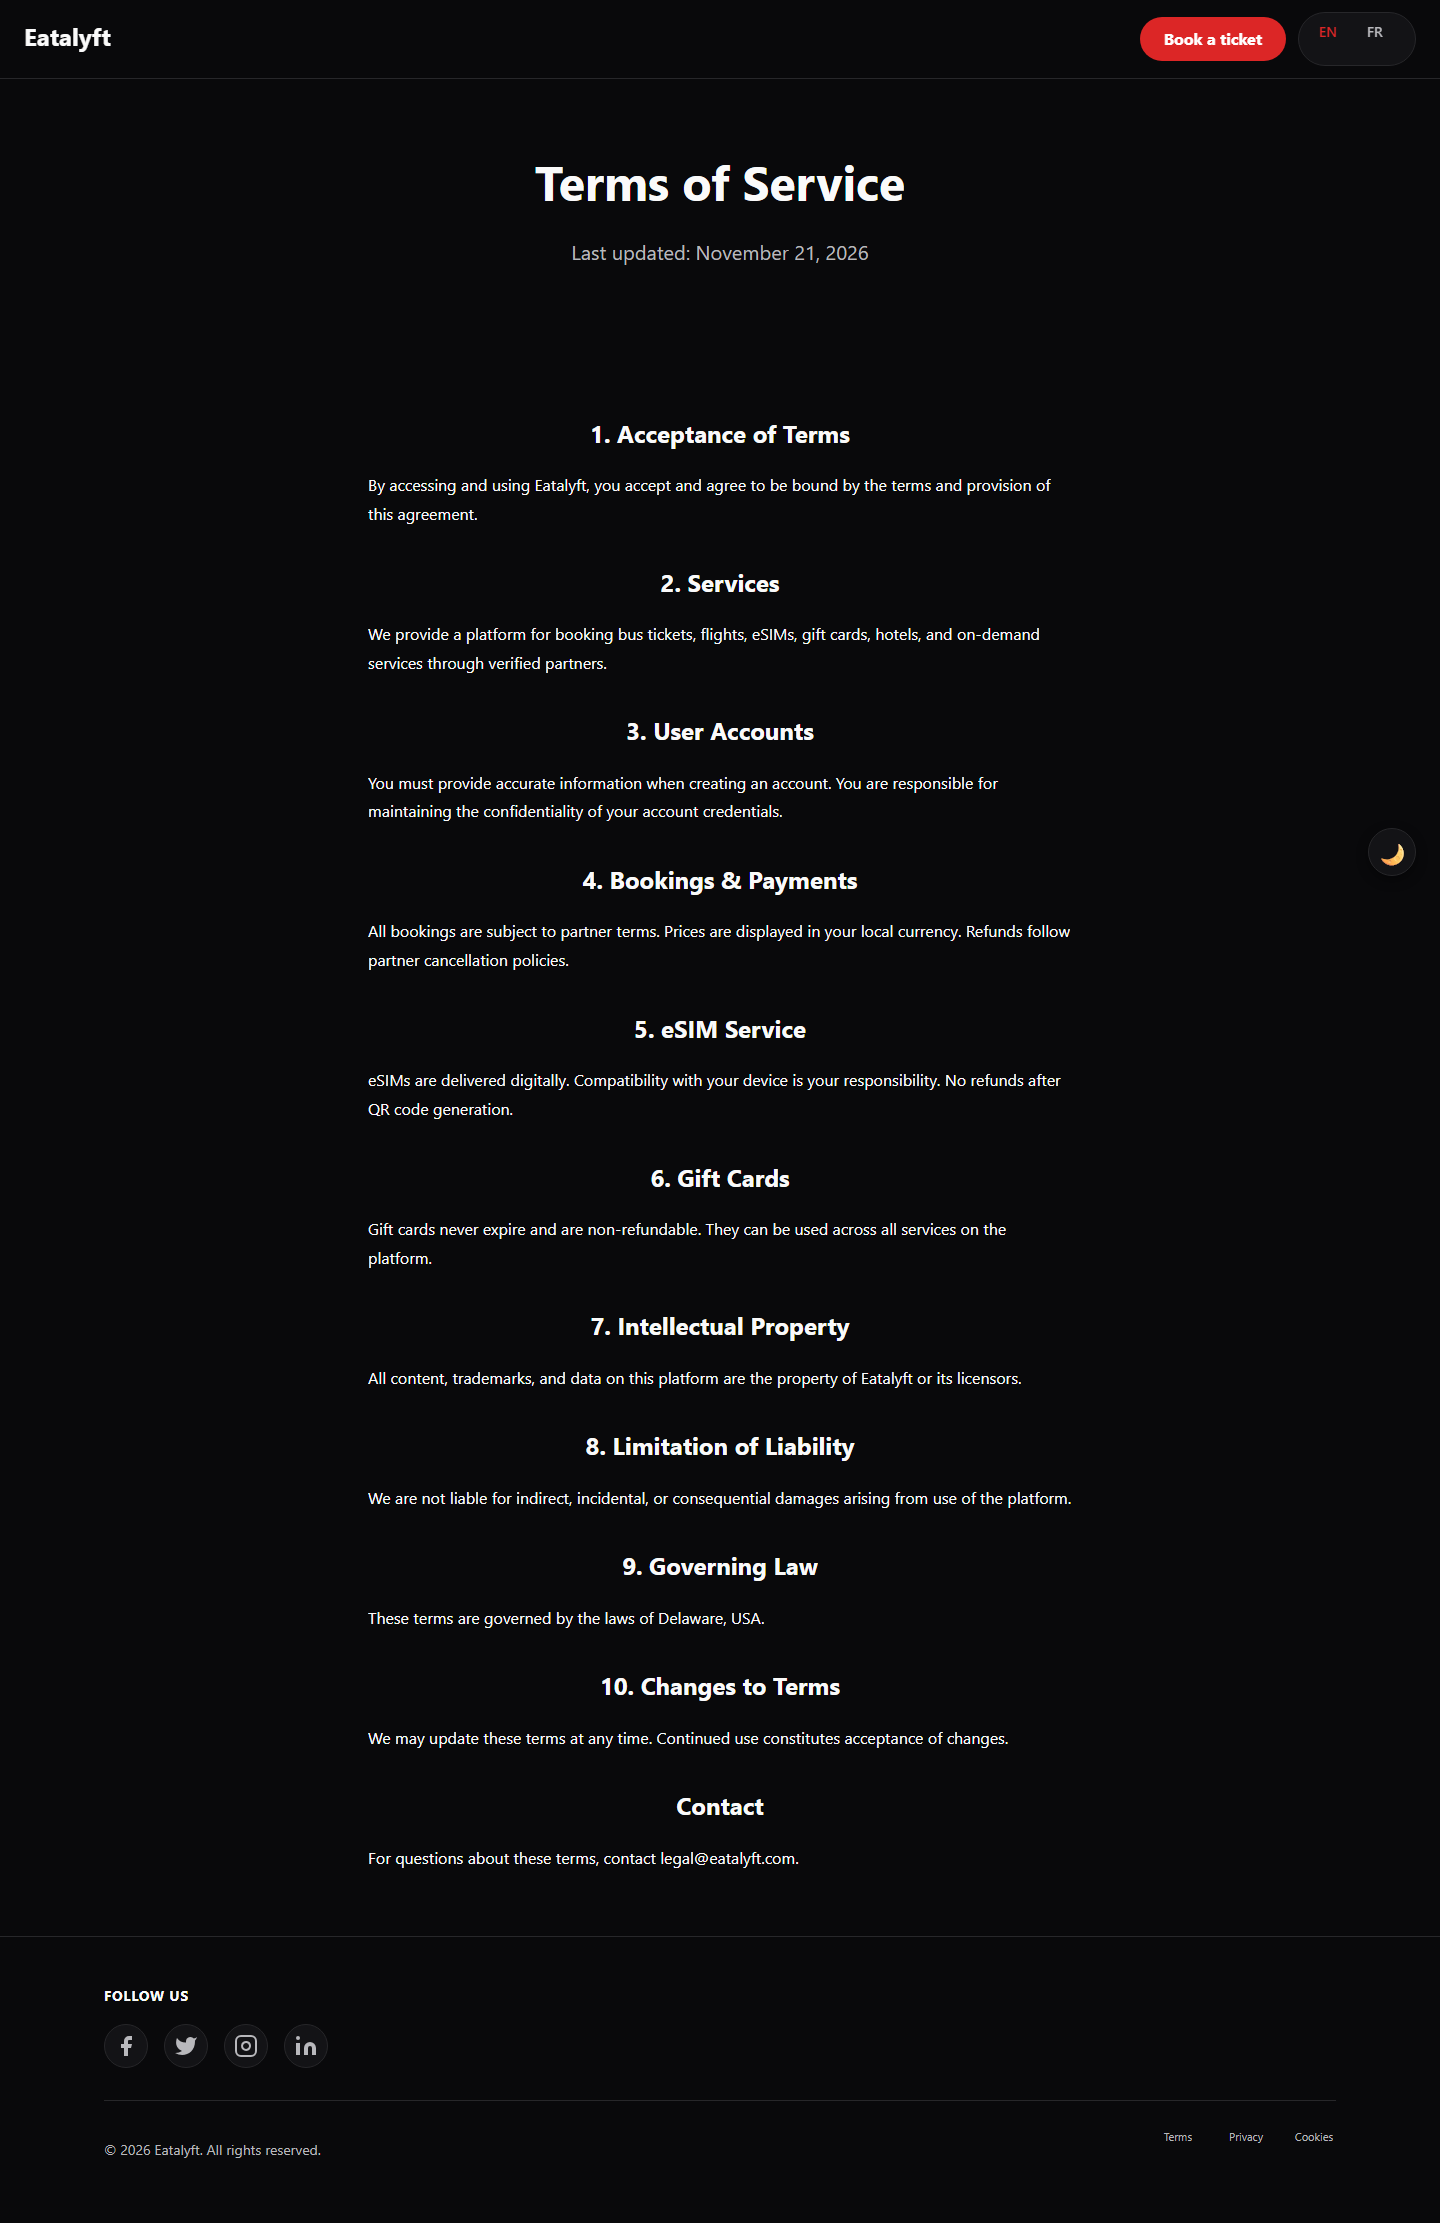 Eatalyft
Book a ticket
EN FR
Terms of Service
Last updated: November 21, 2026
1. Acceptance of Terms
By accessing and using Eatalyft, you accept and agree to be bound by the terms and provision of
this agreement.
2. Services
We provide a platform for booking bus tickets, flights, eSIMs, gift cards, hotels, and on-demand
services through verified partners.
3. User Accounts
You must provide accurate information when creating an account. You are responsible for
maintaining the confidentiality of your account credentials.
4. Bookings & Payments
All bookings are subject to partner terms. Prices are displayed in your local currency. Refunds follow
partner cancellation policies.
5. eSIM Service
eSIMs are delivered digitally. Compatibility with your device is your responsibility. No refunds after
QR code generation.
6. Gift Cards
Gift cards never expire and are non-refundable. They can be used across all services on the
platform.
7. Intellectual Property
All content, trademarks, and data on this platform are the property of Eatalyft or its licensors.
8. Limitation of Liability
We are not liable for indirect, incidental, or consequential damages arising from use of the platform.
9. Governing Law
These terms are governed by the laws of Delaware, USA.
10. Changes to Terms
We may update these terms at any time. Continued use constitutes acceptance of changes.
Contact
For questions about these terms, contact legal@eatalyft.com.
FOLLOW US
© 2026 Eatalyft. All rights reserved.
Terms Privacy Cookies